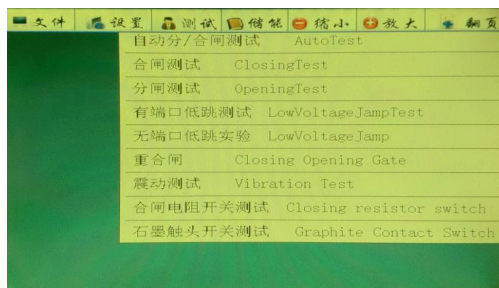 文件 设置 测试 储能 缩小 放大 翻页
自动分/合闸测试 AutoTest
合闸测试 ClosingTest
分闸测试 OpeningTest
有端口低跳测试 LowVoltageJampTest
无端口低跳实验 LowVoltageJamp
重合闸 Closing Opening Gate
震动测试 Vibration Test
合闸电阻开关测试 Closing resistor switch
石墨触头开关测试 Graphite Contact Switch